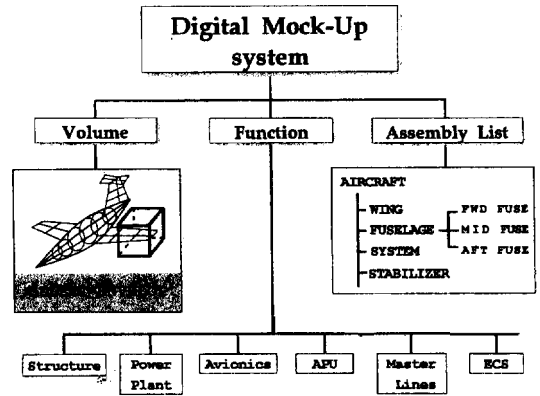 Digital Mock-Up
system
Volume
Function
Assembly List
AIRCRAFT
WING
FUSELAGE
SYSTEM
STABILIZER
FWD FUSE
MID FUSE
AFT FUSE
Structure
Power
Plant
Avionics
APU
Master
Lines
ECS